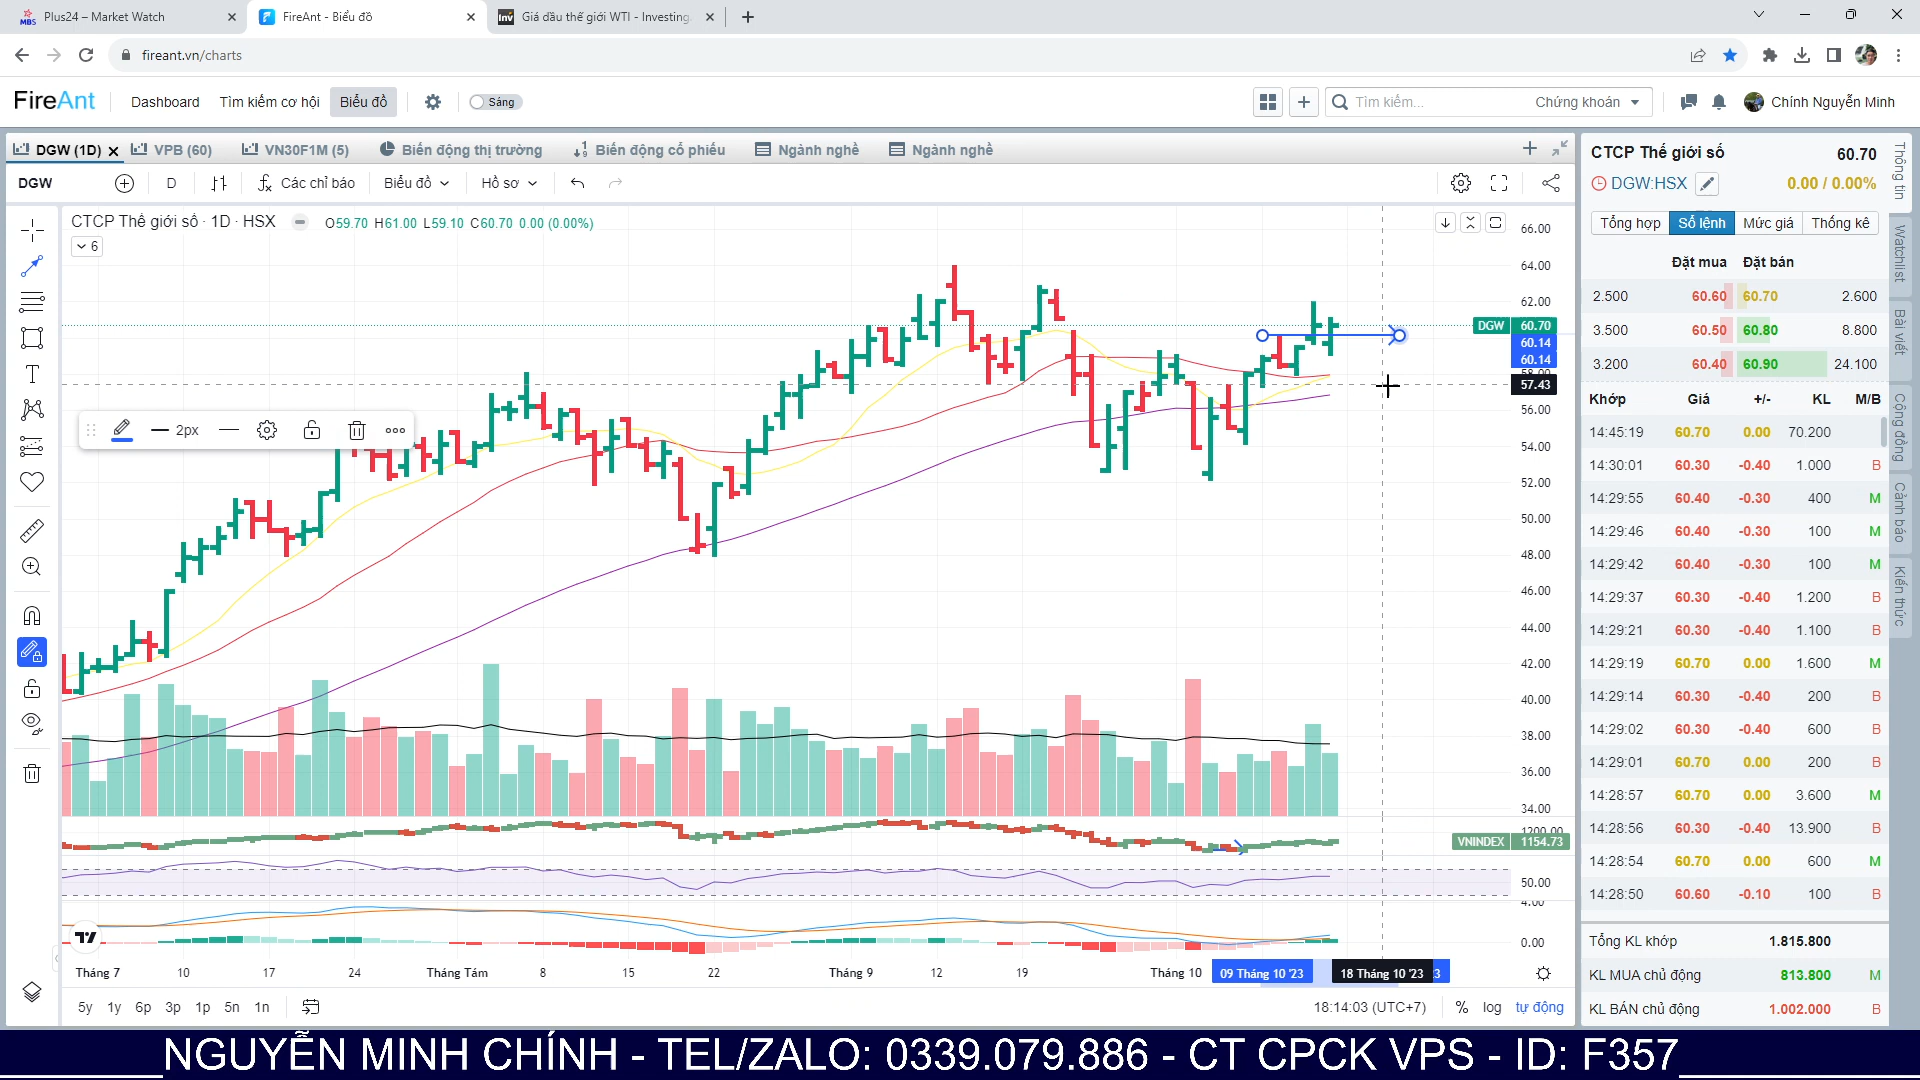 Plus24 – Market Watch
FireAnt - Biểu đồ
Giá dầu thế giới WTI - Investing
fireant.vn/charts
FireAnt
Dashboard
Tìm kiếm cơ hội
Biểu đồ
Sáng
Tìm kiếm...
Chứng khoán
Chính Nguyễn Minh
DGW (1D)
VPB (60)
VN30F1M (5)
Biến động thị trường
Biến động cổ phiếu
Ngành nghề
Ngành nghề
DGW
D
Các chỉ báo
Biểu đồ
Hồ sơ
CTCP Thế giới số · 1D · HSX
O59.70 H61.00 L59.10 C60.70 0.00 (0.00%)
6
2px
66.00
64.00
62.00
DGW 60.70
60.14
60.14
57.43
56.00
54.00
52.00
50.00
48.00
46.00
44.00
42.00
40.00
38.00
36.00
34.00
1200.00
VNINDEX 1154.73
50.00
4.00
0.00
Tháng 7
10
17
24
Tháng Tám
8
15
22
Tháng 9
12
19
Tháng 10
09 Tháng 10 '23
18 Tháng 10 '23
3
5y 1y 6p 3p 1p 5n 1n
18:14:03 (UTC+7)
%
log
tự động
CTCP Thế giới số
60.70
DGW:HSX
0.00 / 0.00%
Tổng hợp
Sổ lệnh
Mức giá
Thống kê
Đặt mua Đặt bán
2.500 60.60 60.70 2.600
3.500 60.50 60.80 8.800
3.200 60.40 60.90 24.100
Khớp Giá +/- KL M/B
14:45:19 60.70 0.00 70.200
14:30:01 60.30 -0.40 1.000 B
14:29:55 60.40 -0.30 400 M
14:29:46 60.40 -0.30 100 M
14:29:42 60.40 -0.30 100 M
14:29:37 60.30 -0.40 1.200 B
14:29:21 60.30 -0.40 1.100 B
14:29:19 60.70 0.00 1.600 M
14:29:14 60.30 -0.40 200 B
14:29:02 60.30 -0.40 600 B
14:29:01 60.70 0.00 200 B
14:28:57 60.70 0.00 3.600 M
14:28:56 60.30 -0.40 13.900 B
14:28:54 60.70 0.00 600 M
14:28:50 60.60 -0.10 100 B
Tổng KL khớp 1.815.800
KL MUA chủ động 813.800 M
KL BÁN chủ động 1.002.000 B
Thông tin
Watchlist
Bài viết
Cộng đồng
Cảnh báo
Kiến thức
NGUYỄN MINH CHÍNH - TEL/ZALO: 0339.079.886 - CT CPCK VPS - ID: F357